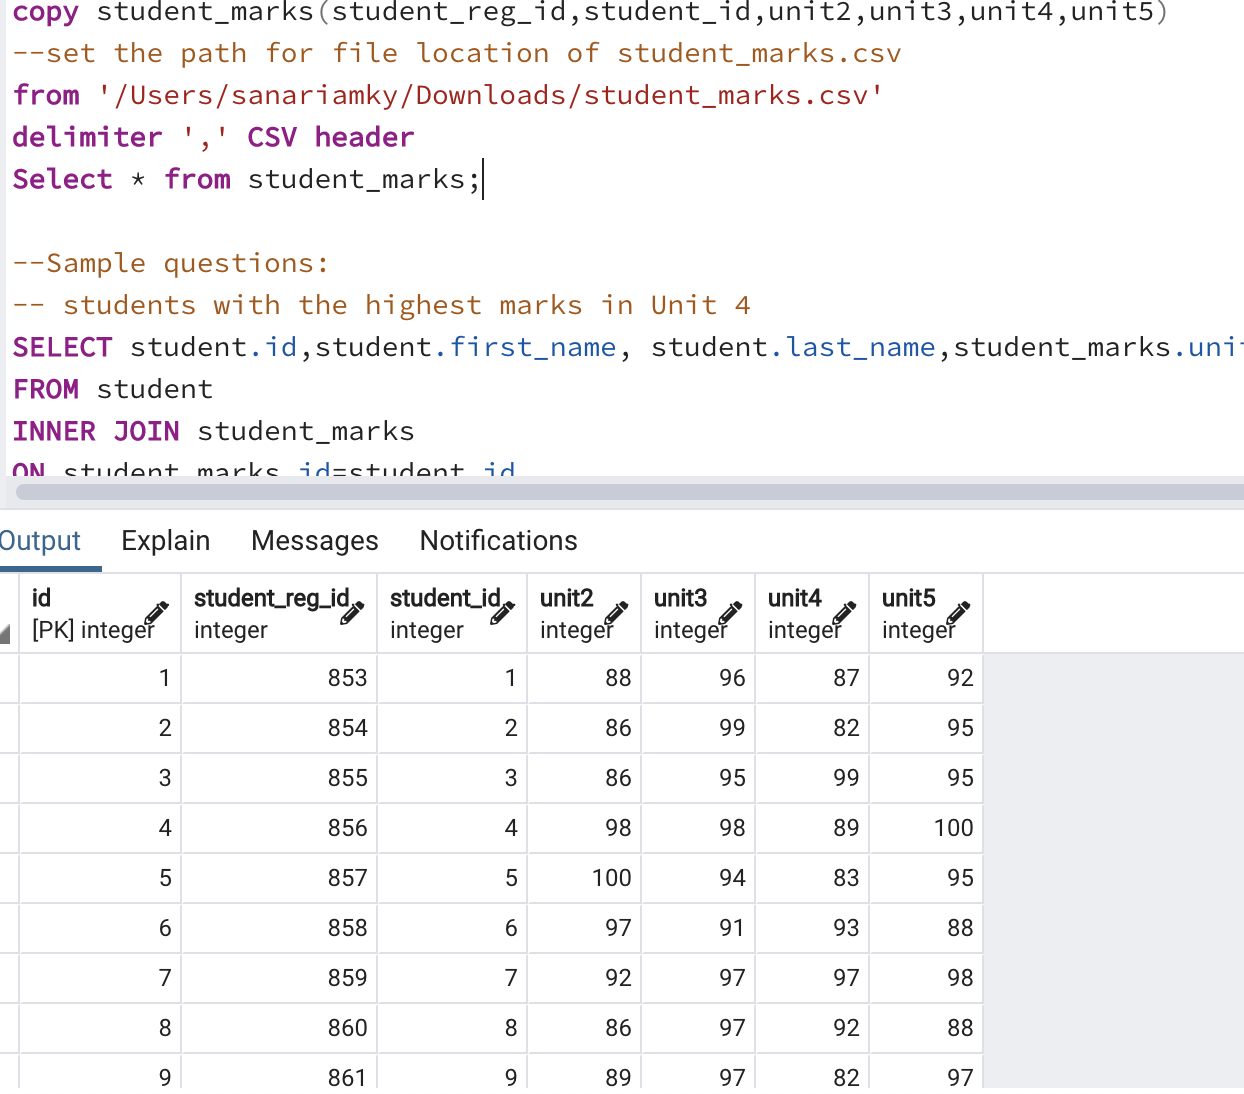 copy student_marks(student_reg_id,student_id,unit2,unit3,unit4,unit5)
--set the path for file location of student_marks.csv
from '/Users/sanariamky/Downloads/student_marks.csv'
delimiter ',' CSV header
Select * from student_marks;
--Sample questions:
-- students with the highest marks in Unit 4
SELECT student.id,student.first_name, student.last_name,student_marks.unit
FROM student
INNER JOIN student_marks
ON student_marks.id=student.id
Output Explain Messages Notifications
id student_reg_id student_id unit2 unit3 unit4 unit5
[PK] integer integer integer integer integer integer integer
1 853 1 88 96 87 92
2 854 2 86 99 82 95
3 855 3 86 95 99 95
4 856 4 98 98 89 100
5 857 5 100 94 83 95
6 858 6 97 91 93 88
7 859 7 92 97 97 98
8 860 8 86 97 92 88
9 861 9 89 97 82 97